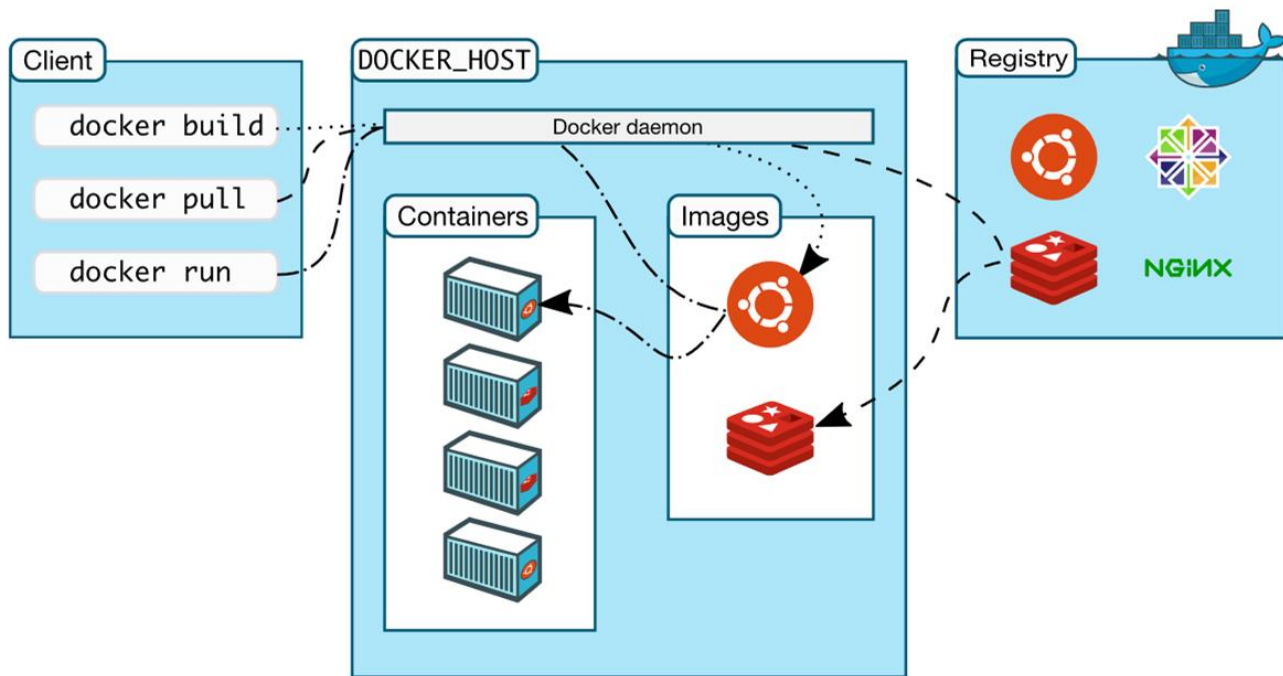 Client
docker build
docker pull
docker run
DOCKER_HOST
Docker daemon
Containers
Images
Registry
NGINX